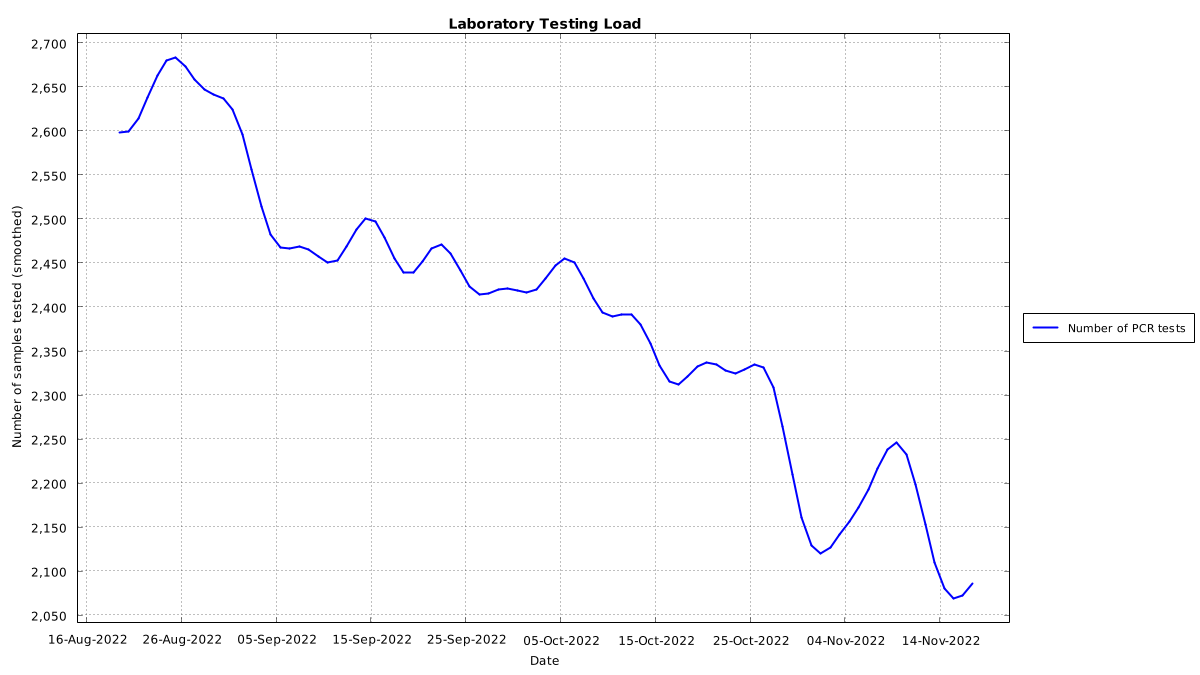 Laboratory Testing Load
2,700
2,650
2,600
2,550
2,500
2,450
2,400
2,350
2,300
2,250
2,200
2,150
2,100
2,050
Number of samples tested (smoothed)
16-Aug-2022 26-Aug-2022 05-Sep-2022 15-Sep-2022 25-Sep-2022 05-Oct-2022 15-Oct-2022 25-Oct-2022 04-Nov-2022 14-Nov-2022
Date
Number of PCR tests